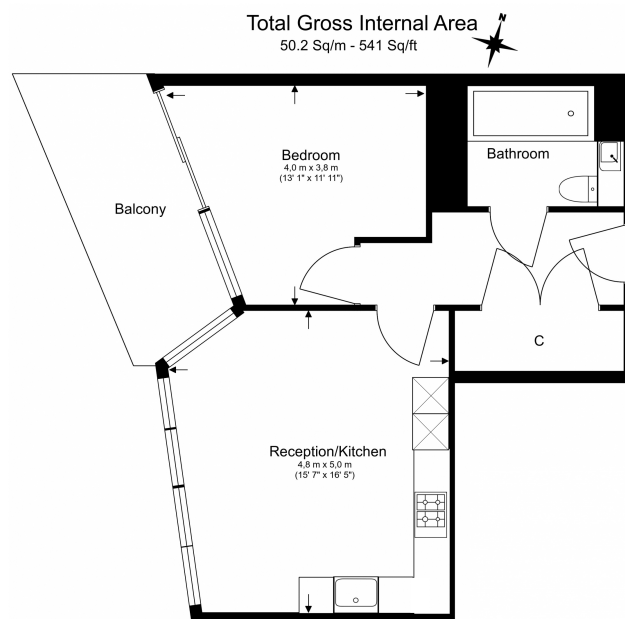 Total Gross Internal Area
50.2 Sq/m - 541 Sq/ft
N
Bedroom
4,0 m x 3,8 m
(13' 1" x 11' 11")
Bathroom
Balcony
C
Reception/Kitchen
4,8 m x 5,0 m
(15' 7" x 16' 5")